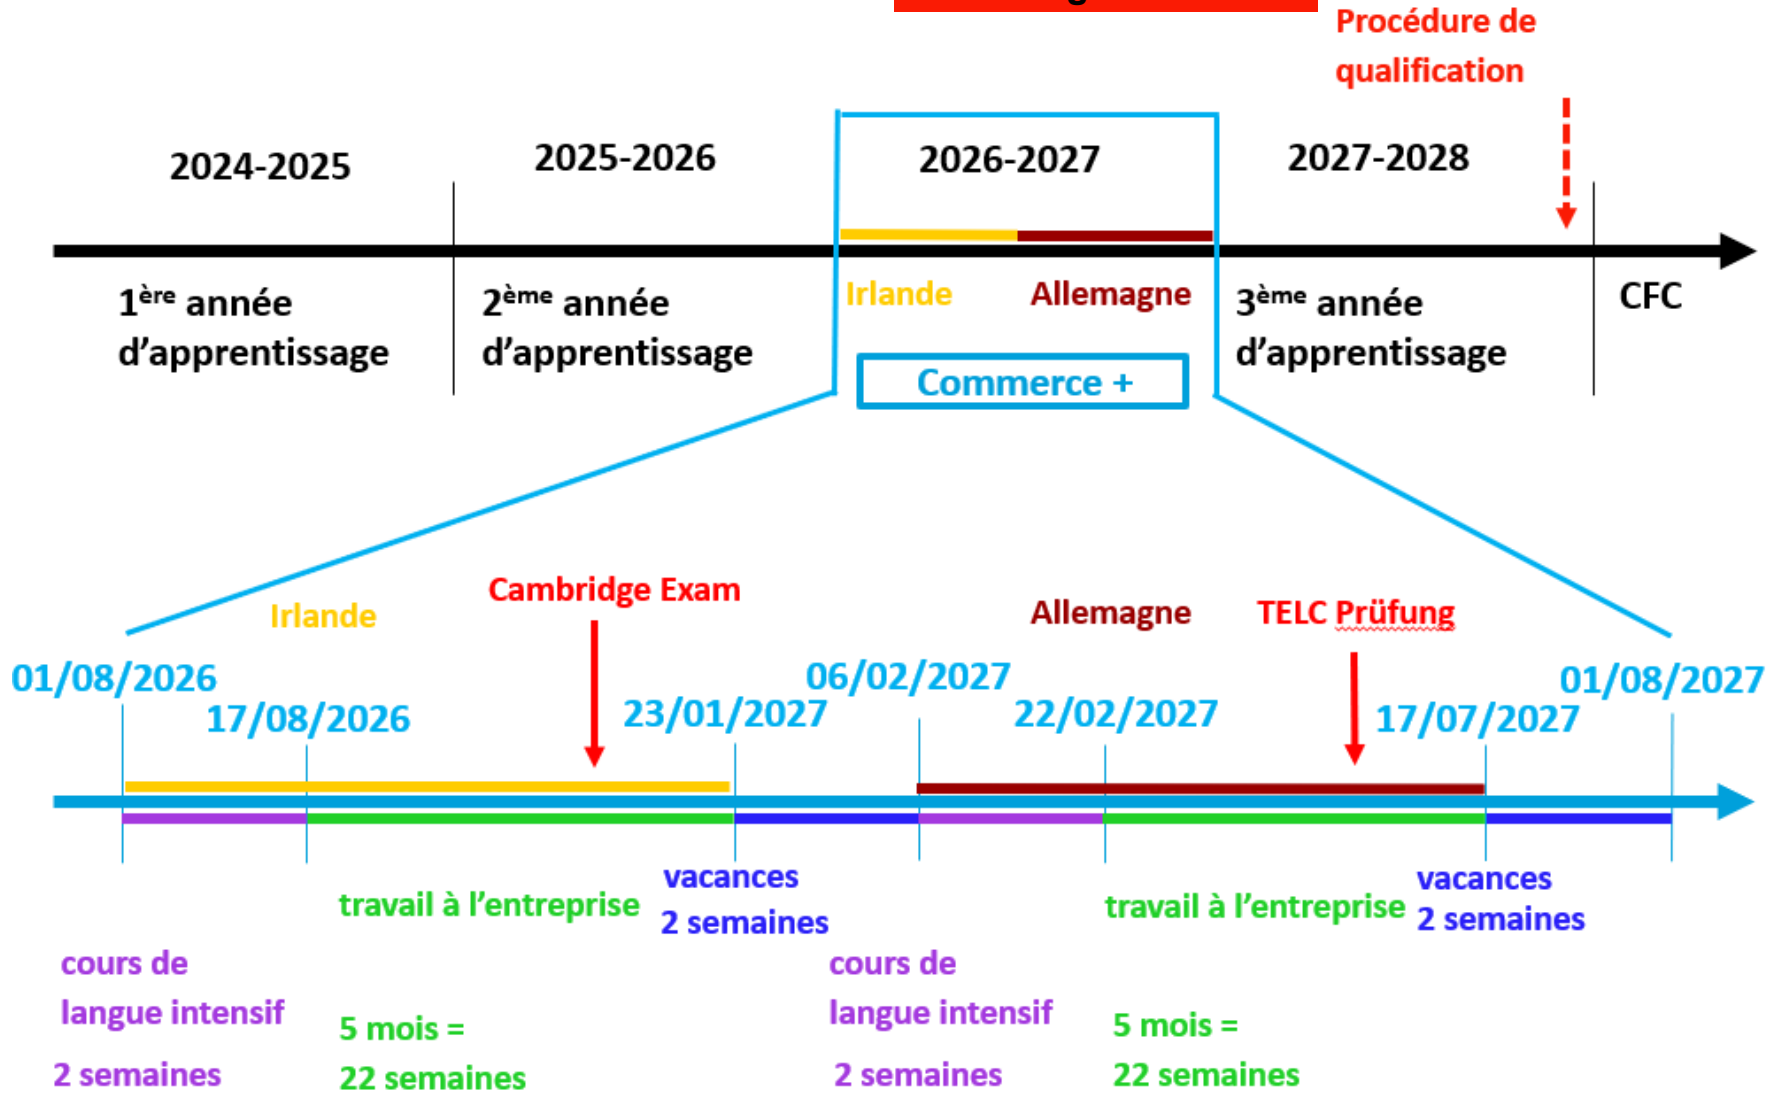 Procédure de
qualification
2024-2025
2025-2026
2026-2027
2027-2028
1ère année
d’apprentissage
2ème année
d’apprentissage
Irlande
Allemagne
3ème année
d’apprentissage
CFC
Commerce +
Irlande
Cambridge Exam
Allemagne
TELC Prüfung
01/08/2026
17/08/2026
23/01/2027
06/02/2027
22/02/2027
17/07/2027
01/08/2027
travail à l’entreprise
vacances
2 semaines
travail à l’entreprise
vacances
2 semaines
cours de
langue intensif
2 semaines
5 mois =
22 semaines
cours de
langue intensif
2 semaines
5 mois =
22 semaines